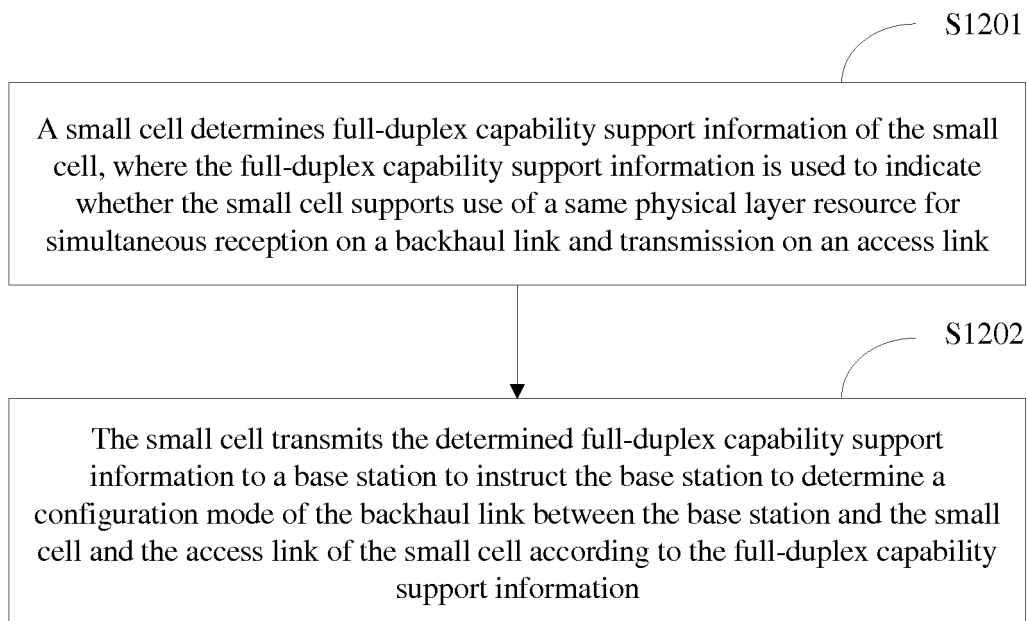 S1201
A small cell determines full-duplex capability support information of the small
cell, where the full-duplex capability support information is used to indicate
whether the small cell supports use of a same physical layer resource for
simultaneous reception on a backhaul link and transmission on an access link
S1202
The small cell transmits the determined full-duplex capability support
information to a base station to instruct the base station to determine a
configuration mode of the backhaul link between the base station and the small
cell and the access link of the small cell according to the full-duplex capability
support information